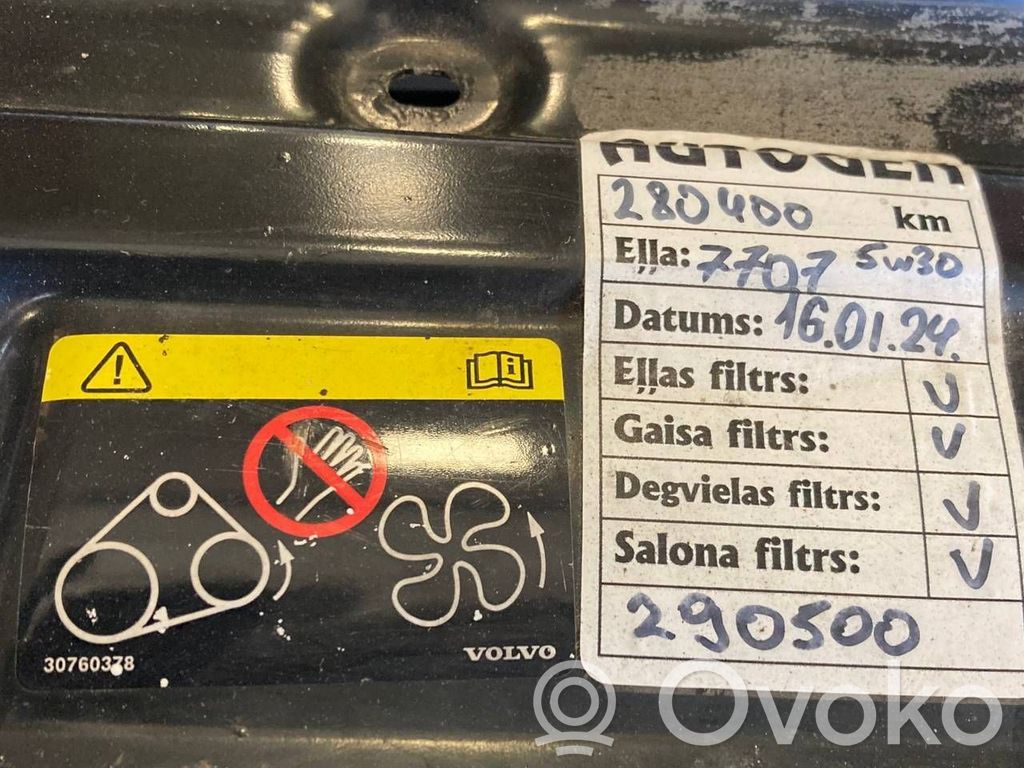 AUTOGEN
280400 km
Eļļa: 7707 5w30
Datums: 16.01.24.
Eļļas filtrs: V
Gaisa filtrs: V
Degvielas filtrs: V
Salona filtrs: V
290500
30760378
VOLVO
Ovoko